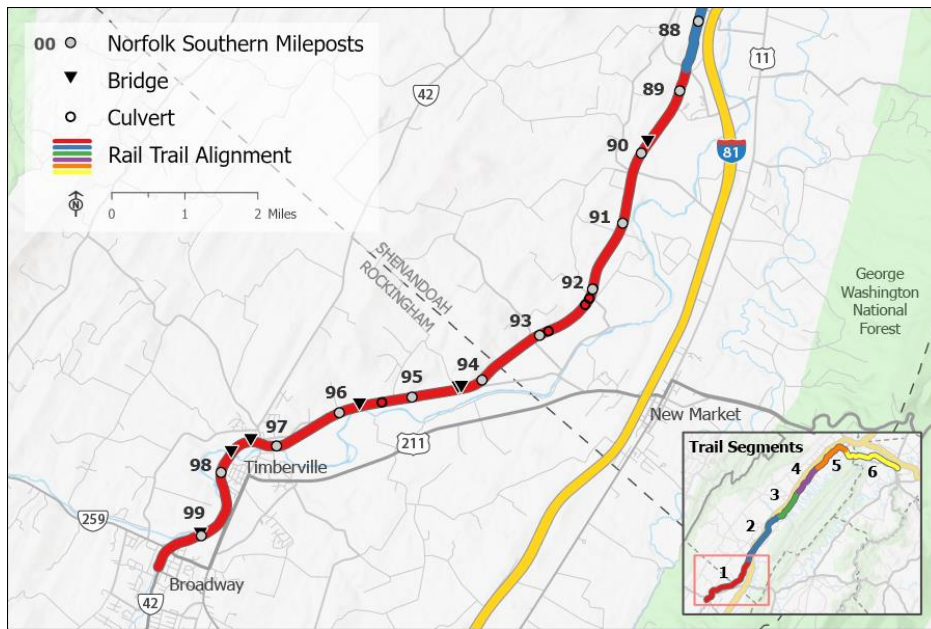 00 Norfolk Southern Mileposts
Bridge
Culvert
Rail Trail Alignment
N
0 1 2 Miles
88
11
42
89
90
81
91
SHENANDOAH
ROCKINGHAM
92
George
Washington
National
Forest
93
94
95
96
97
211
New Market
98
Timberville
259
99
Broadway
42
Trail Segments
4
5
6
3
2
1